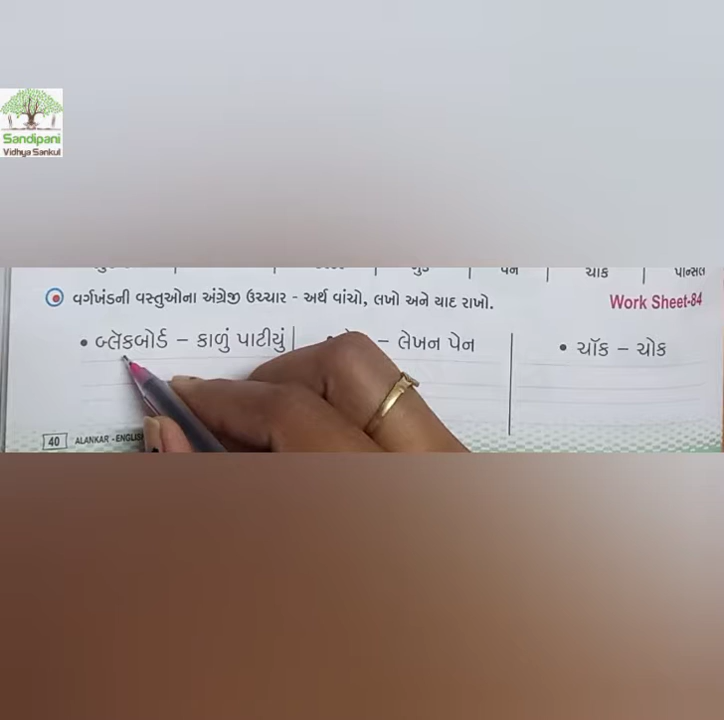 Sandipani
Vidhya Sankul
પેન ચાક પેન્સિલ
વર્ગખંડની વસ્તુઓના અંગ્રેજી ઉચ્ચાર - અર્થ વાંચો, લખો અને યાદ રાખો.
Work Sheet-84
• બ્લૅકબોર્ડ – કાળું પાટીયું
– લેખન પેન
• ચૉક – ચોક
40 ALANKAR - ENGLISH